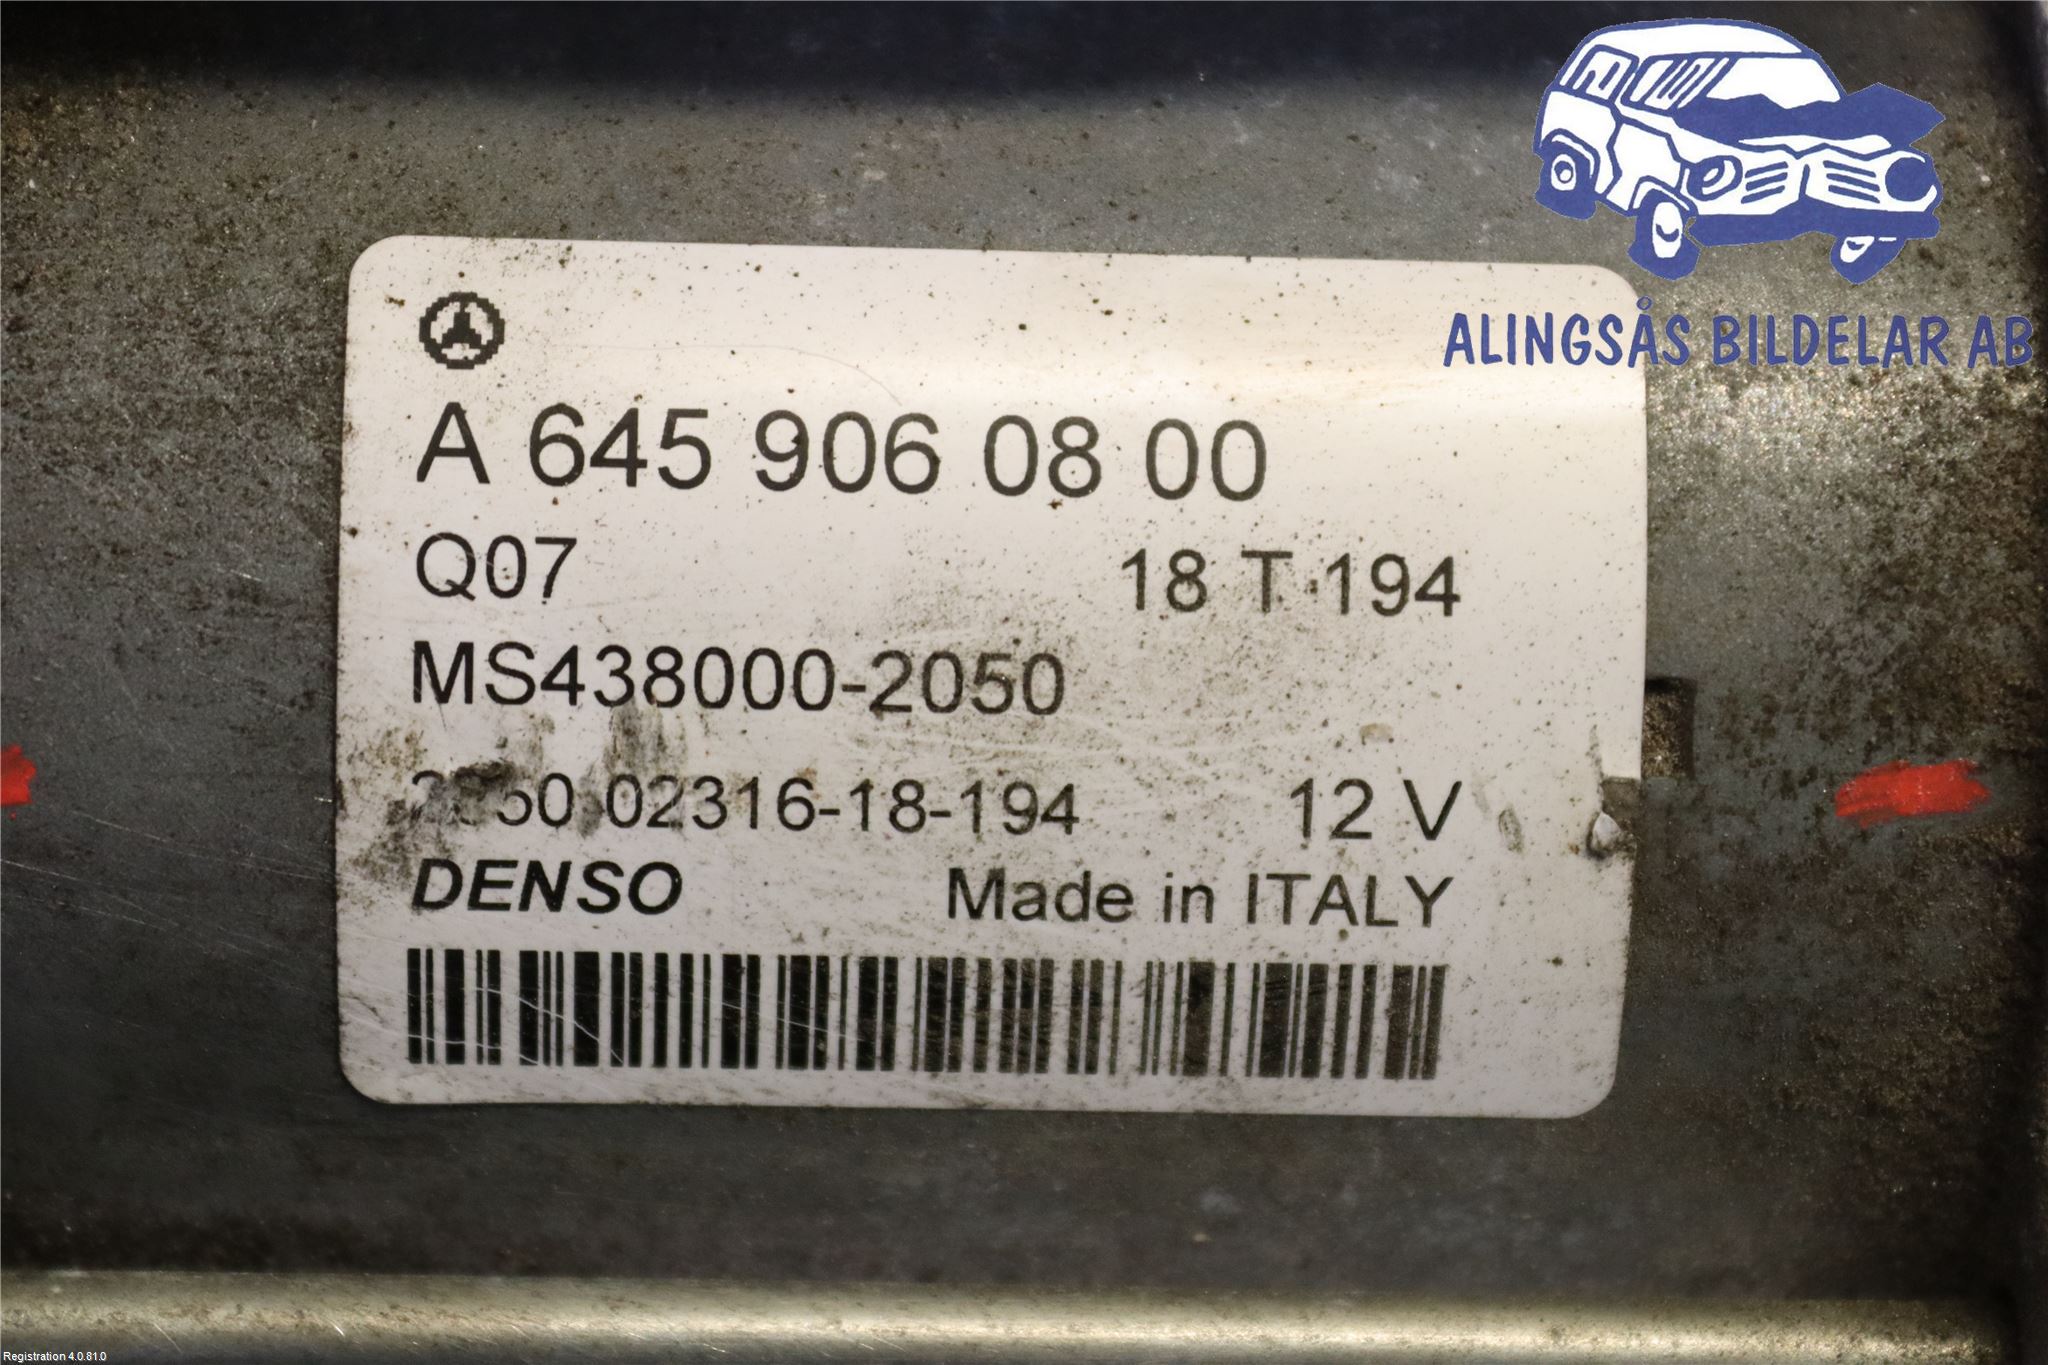 ALINGSÅS BILDELAR AB
A 645 906 08 00
Q07 18 T 194
MS438000-2050
02316-18-194 12 V
DENSO Made in ITALY
Registration 4.0.81.0